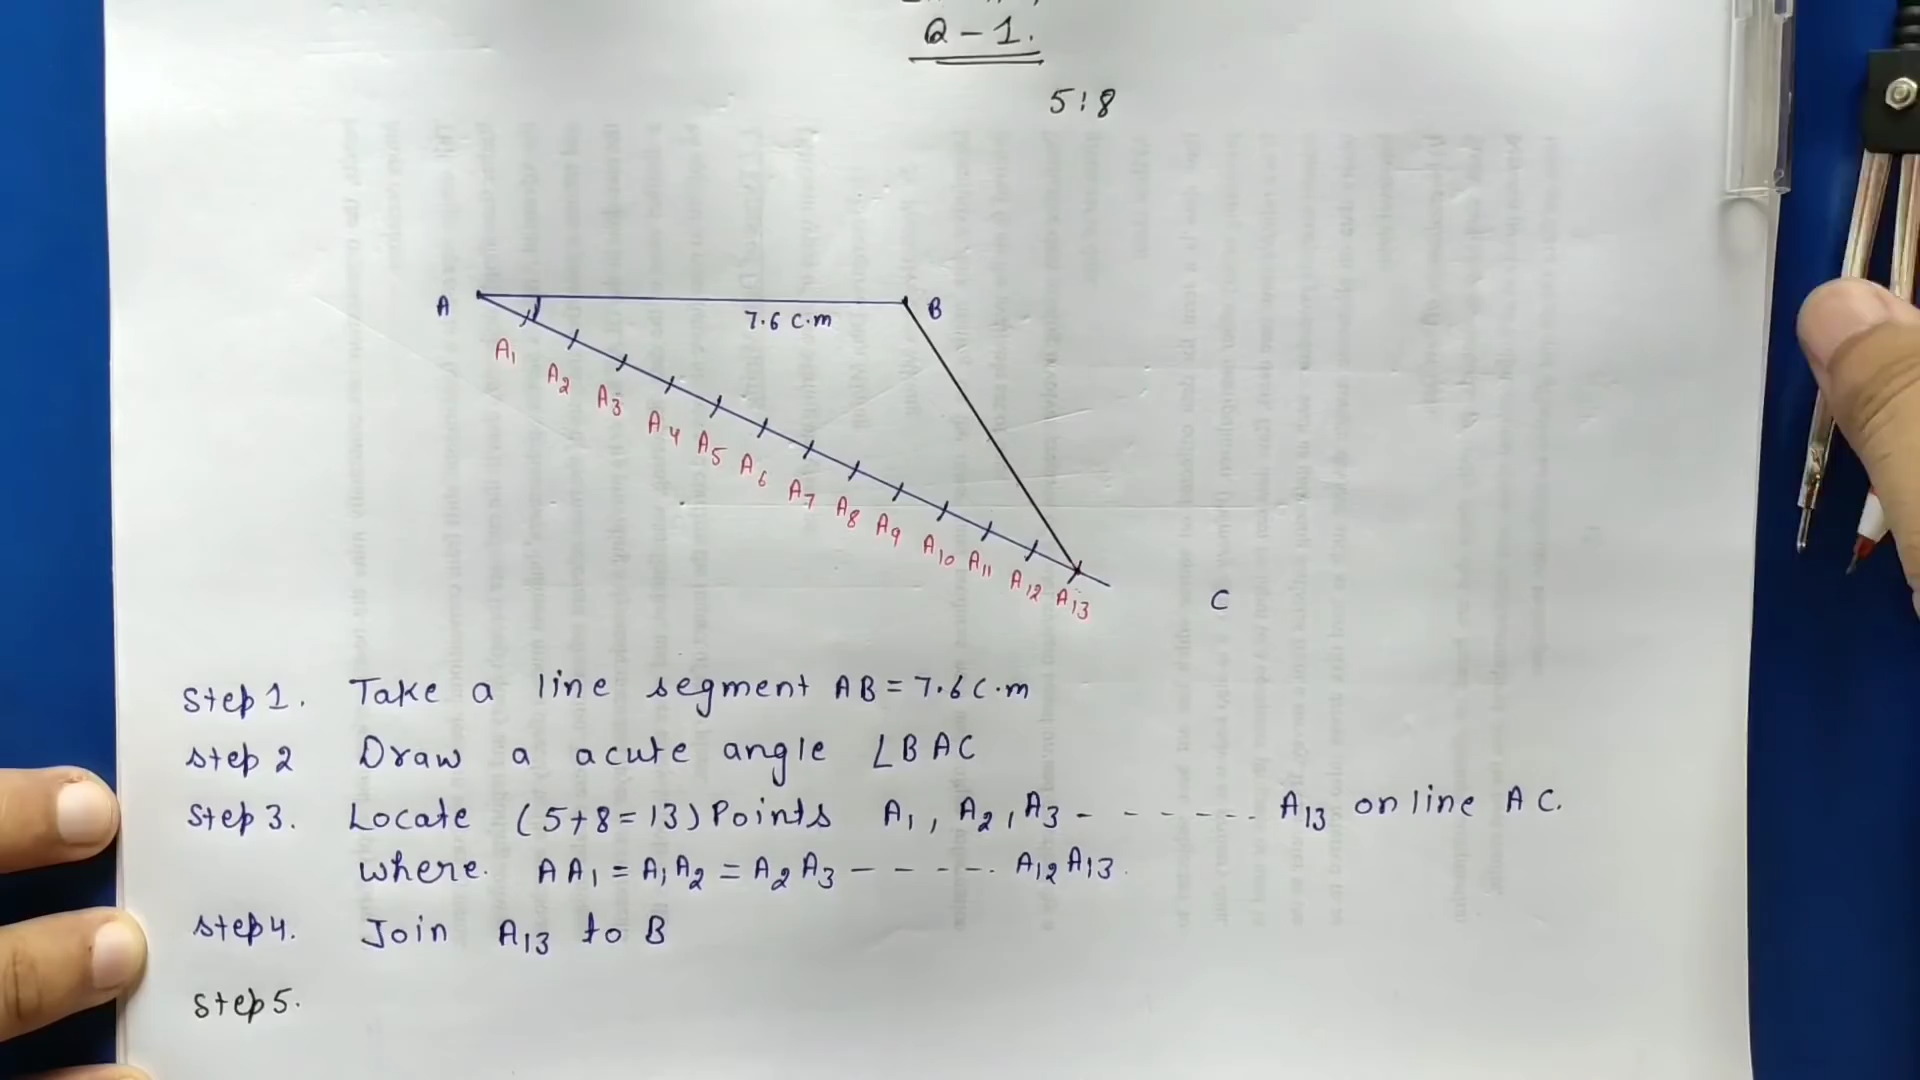 Q-1.
5:8
A
B
7.6 c.m
A1
A2
A3
A4
A5
A6
A7
A8
A9
A10
A11
A12
A13
C
Step 1. Take a line segment AB = 7.6 C.m
Step 2 Draw a acute angle ∠BAC
Step 3. Locate (5+8=13) Points A1, A2, A3 - - - - - - - A13 on line AC.
where. AA1 = A1A2 = A2A3 - - - - -. A12A13.
Step 4. Join A13 to B
Step 5.